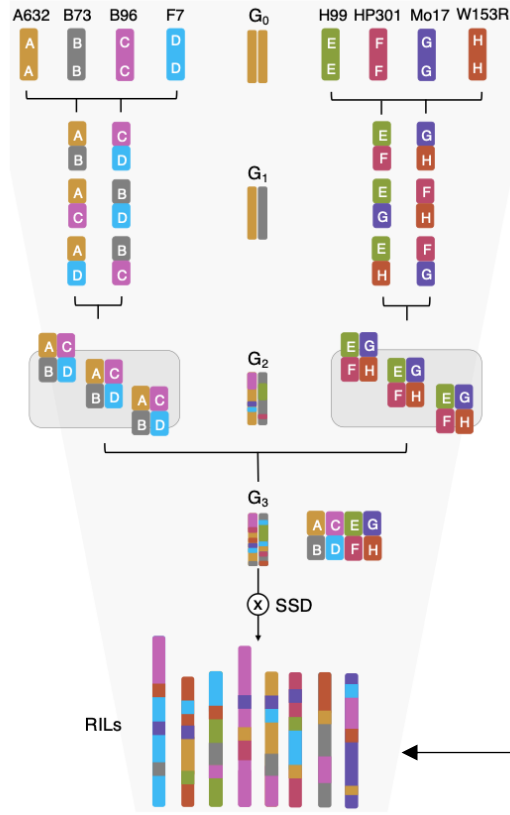 A632 B73 B96 F7 G0 H99 HP301 Mo17 W153R
A B C D E F G H
A B C D E F G H
A C E G
B D G1 F H
A B E F
C D G H
A B E F
D C H G
A C G2 E G
B D A C F H E G
B D A C F H E G
B D F H
G3
A C E G
B D F H
X SSD
RILs